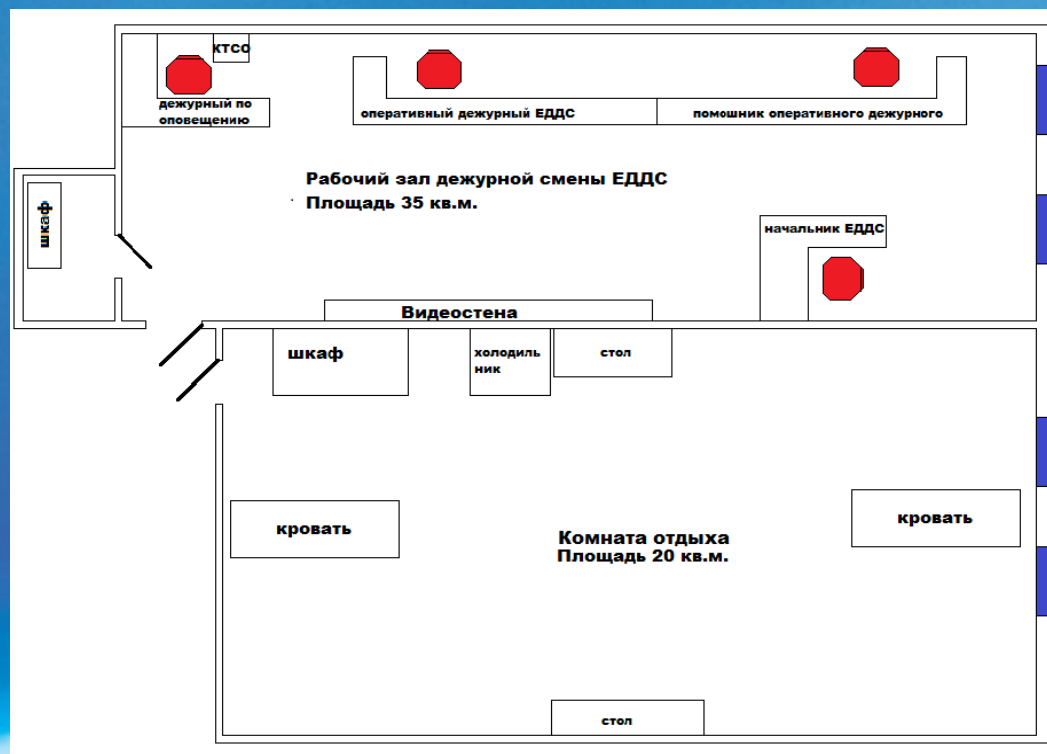 ктсо
дежурный по
оповещению
оперативный дежурный ЕДДС
помошник оперативного дежурного
Рабочий зал дежурной смены ЕДДС
Площадь 35 кв.м.
шкаф
начальник ЕДДС
Видеостена
шкаф
холодиль
ник
стол
кровать
кровать
Комната отдыха
Площадь 20 кв.м.
стол